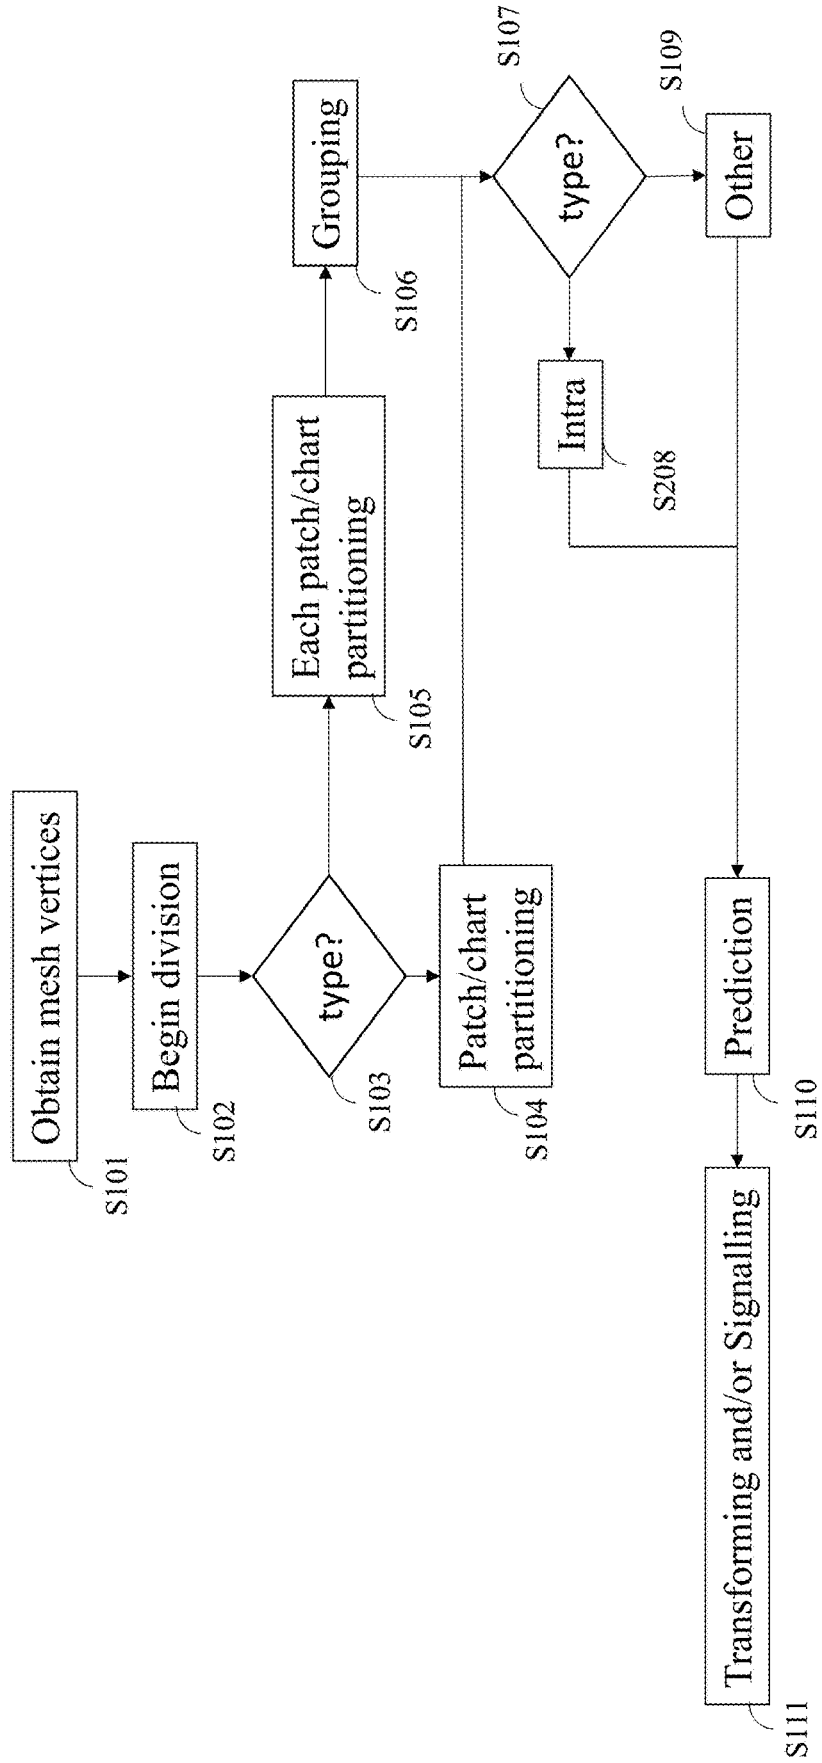 Obtain mesh vertices
S101
Begin division
S102
type?
S103
Patch/chart
partitioning
S104
Each patch/chart
partitioning
S105
Grouping
S106
type?
S107
Intra
S208
Other
S109
Prediction
S110
Transforming and/or Signalling
S111